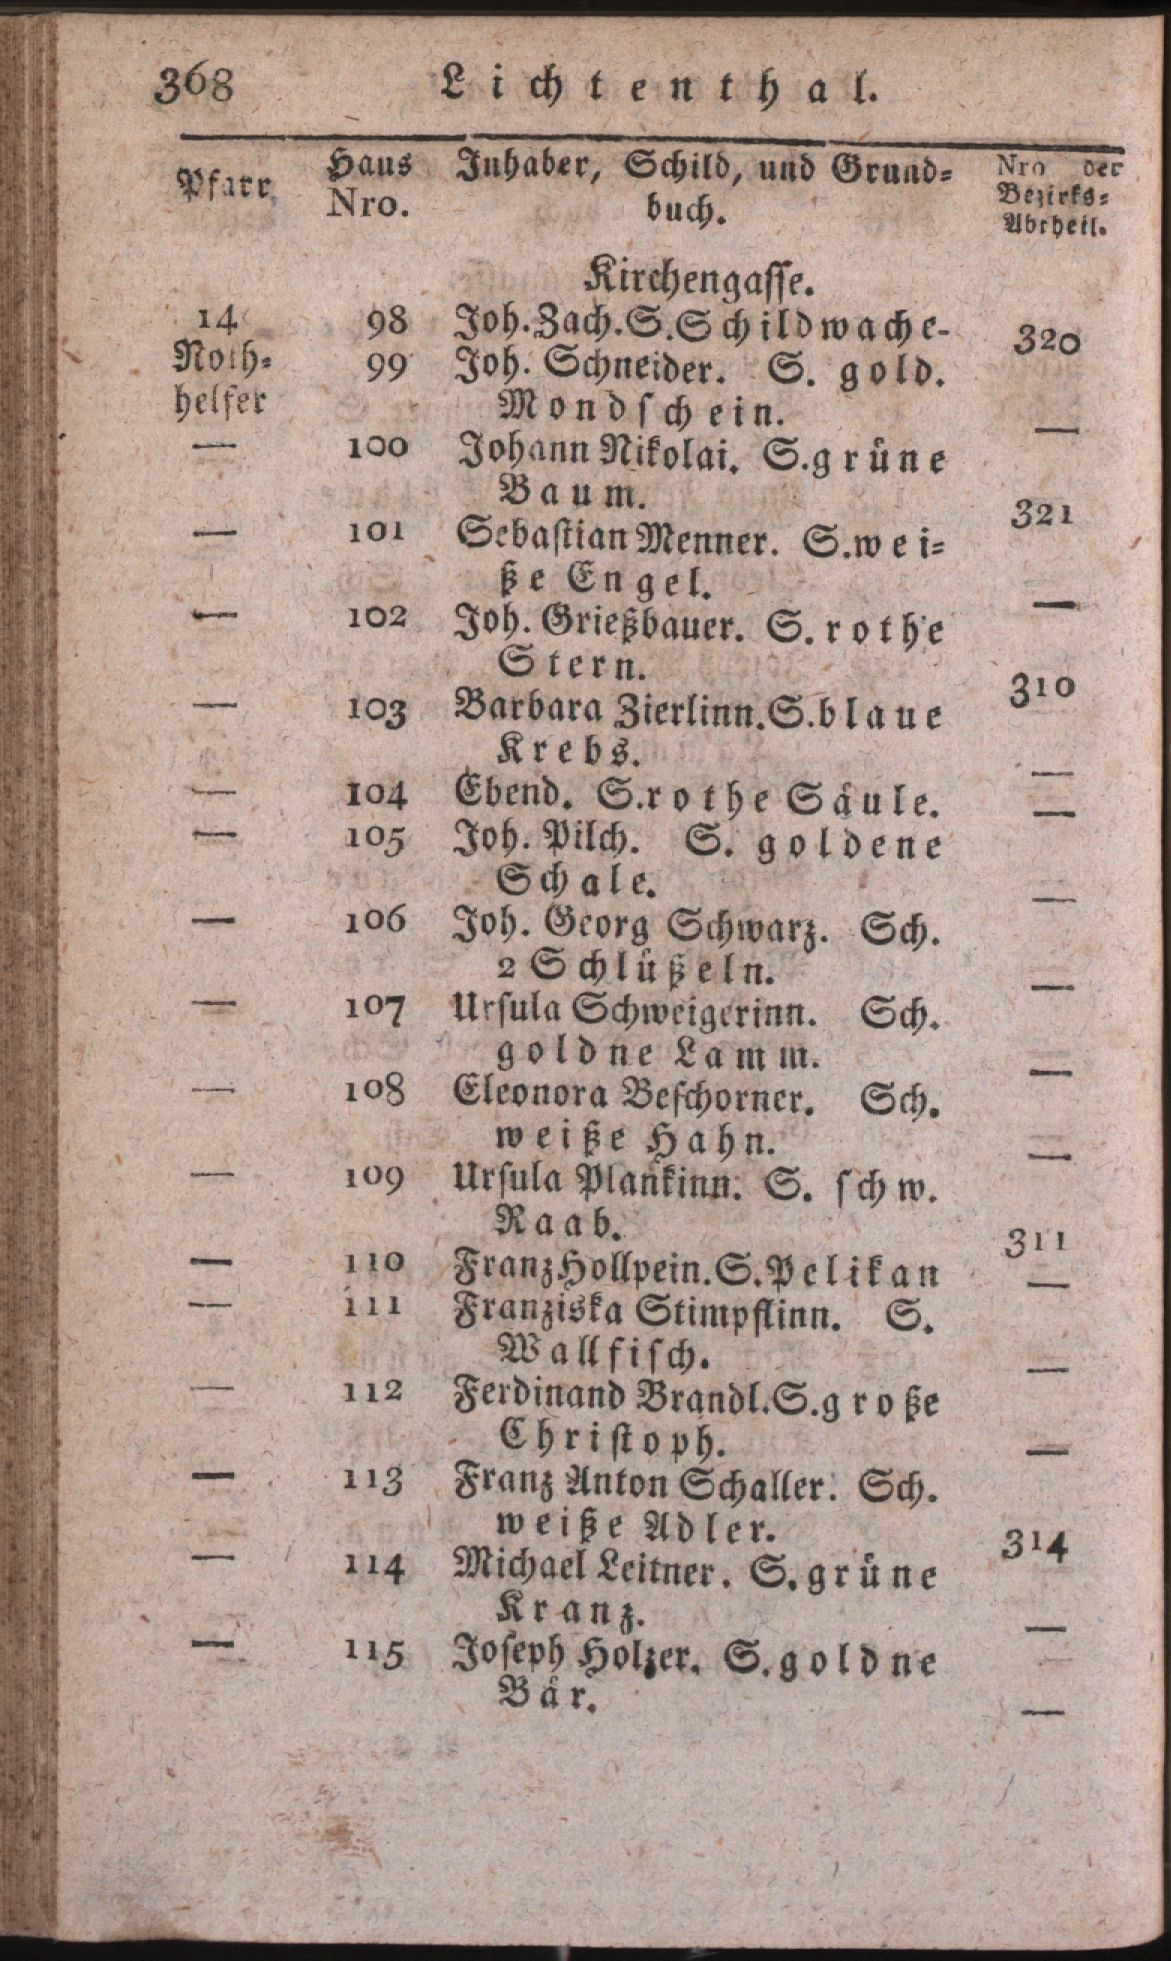 368 Lichtenthal.
Pfarr Haus Nro. Inhaber, Schild, und Grund= buch. Nro der Bezirks= Abtheil.
Kirchengasse.
14 98 Joh. Zach. S. Schildwache- 320
Noth= 99 Joh. Schneider. S. gold.
helfer Mondschein. —
— 100 Johann Nikolai. S. grüne
Baum. 321
— 101 Sebastian Menner. S. wei=
ße Engel. —
— 102 Joh. Grießbauer. S. rothe
Stern. 310
— 103 Barbara Zierlinn. S. blaue
Krebs. —
— 104 Ebend. S. rothe Säule. —
— 105 Joh. Pilch. S. goldene
Schale. —
— 106 Joh. Georg Schwarz. Sch.
2 Schlüßeln. —
— 107 Ursula Schweigerinn. Sch.
goldne Lamm. —
— 108 Eleonora Beschorner. Sch.
weiße Hahn. —
— 109 Ursula Plankinn. S. schw.
Raab. 311
— 110 Franz Hollpein. S. Pelikan —
— 111 Franziska Stimpflinn. S.
Wallfisch. —
— 112 Ferdinand Brandl. S. große
Christoph. —
— 113 Franz Anton Schaller. Sch.
weiße Adler. 314
— 114 Michael Leitner. S. grüne
Kranz. —
— 115 Joseph Holzer. S. goldne
Bär. —